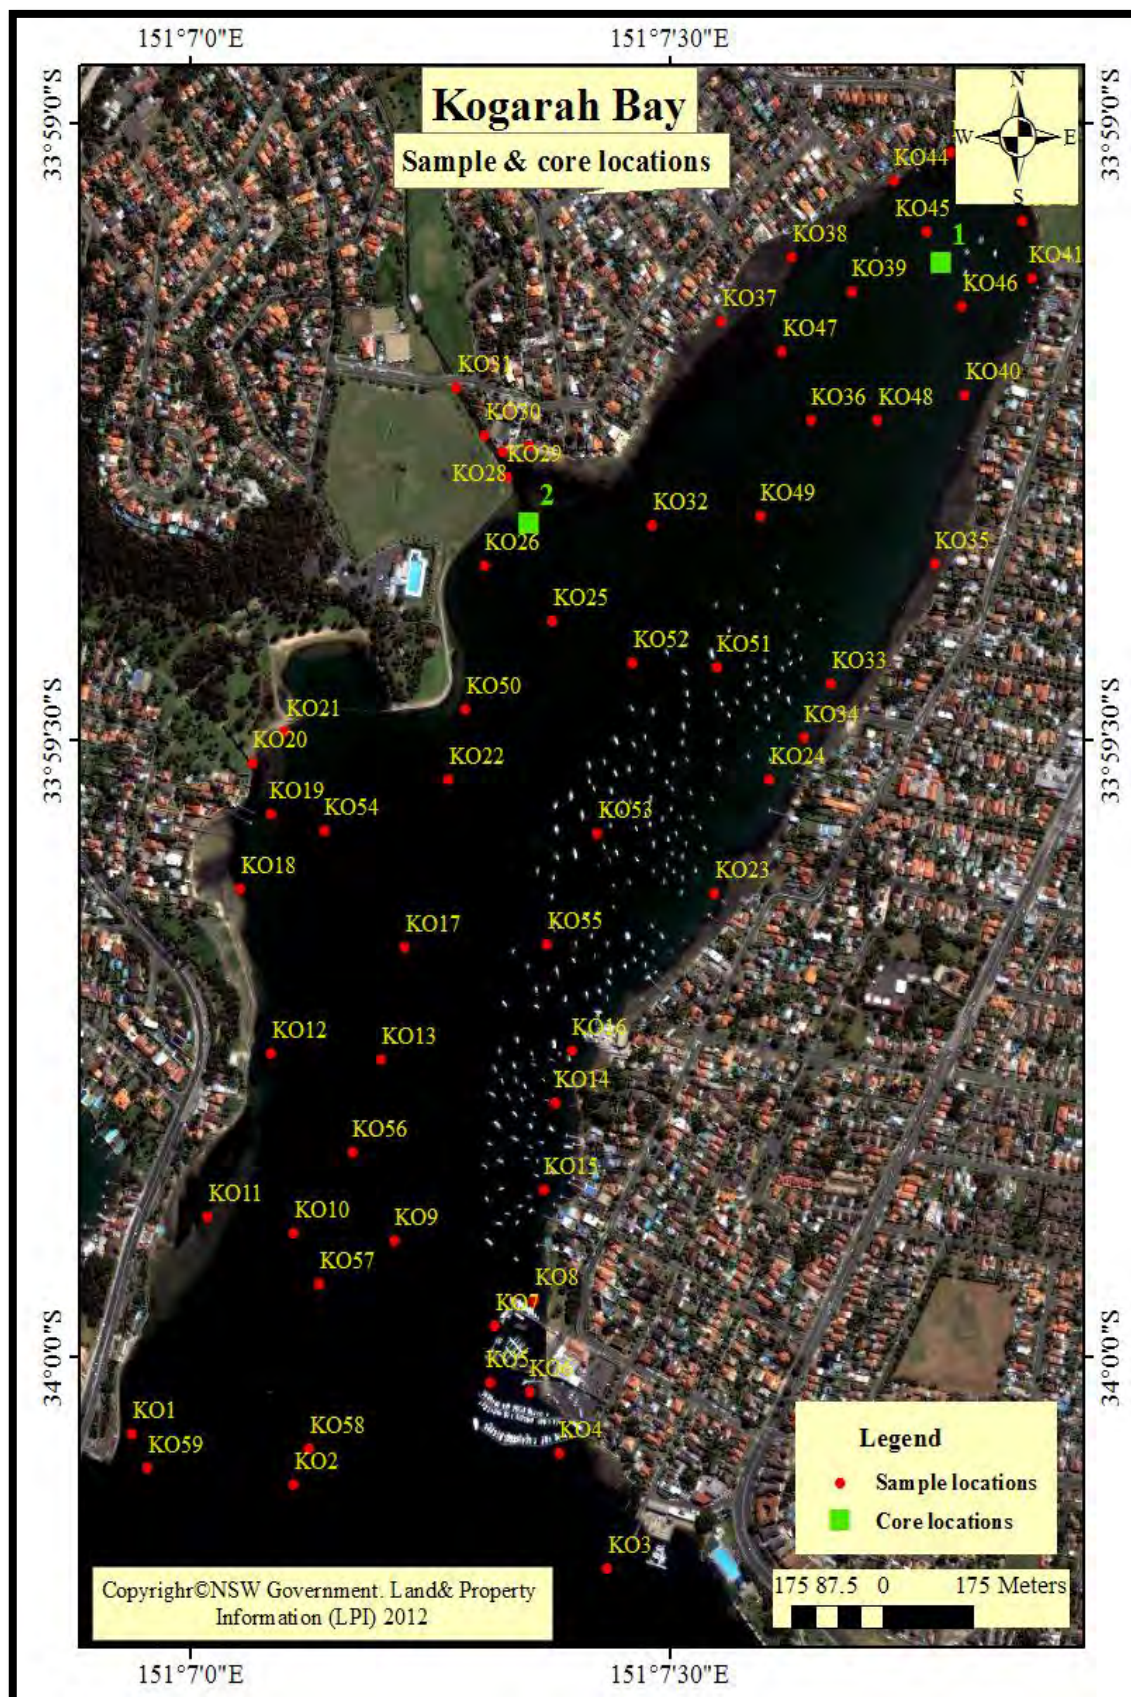 151°7'0"E
151°7'30"E
33°59'0"S
33°59'0"S
Kogarah Bay
Sample & core locations
N
W
E
S
KO44
KO45
1
KO38
KO41
KO39
KO46
KO37
KO47
KO31
KO40
KO30
KO36
KO48
KO29
KO28
2
KO32
KO49
KO26
KO35
KO25
KO52
KO51
KO33
KO50
KO21
KO34
33°59'30"S
33°59'30"S
KO20
KO22
KO24
KO19
KO54
KO53
KO18
KO23
KO17
KO55
KO12
KO13
KO16
KO14
KO56
KO15
KO11
KO10
KO9
KO57
KO8
KO7
34°0'0"S
34°0'0"S
KO5
KO6
KO1
KO58
KO4
KO59
KO2
KO3
Legend
Sample locations
Core locations
175 87.5 0 175 Meters
Copyright©NSW Government. Land& Property
Information (LPI) 2012
151°7'0"E
151°7'30"E